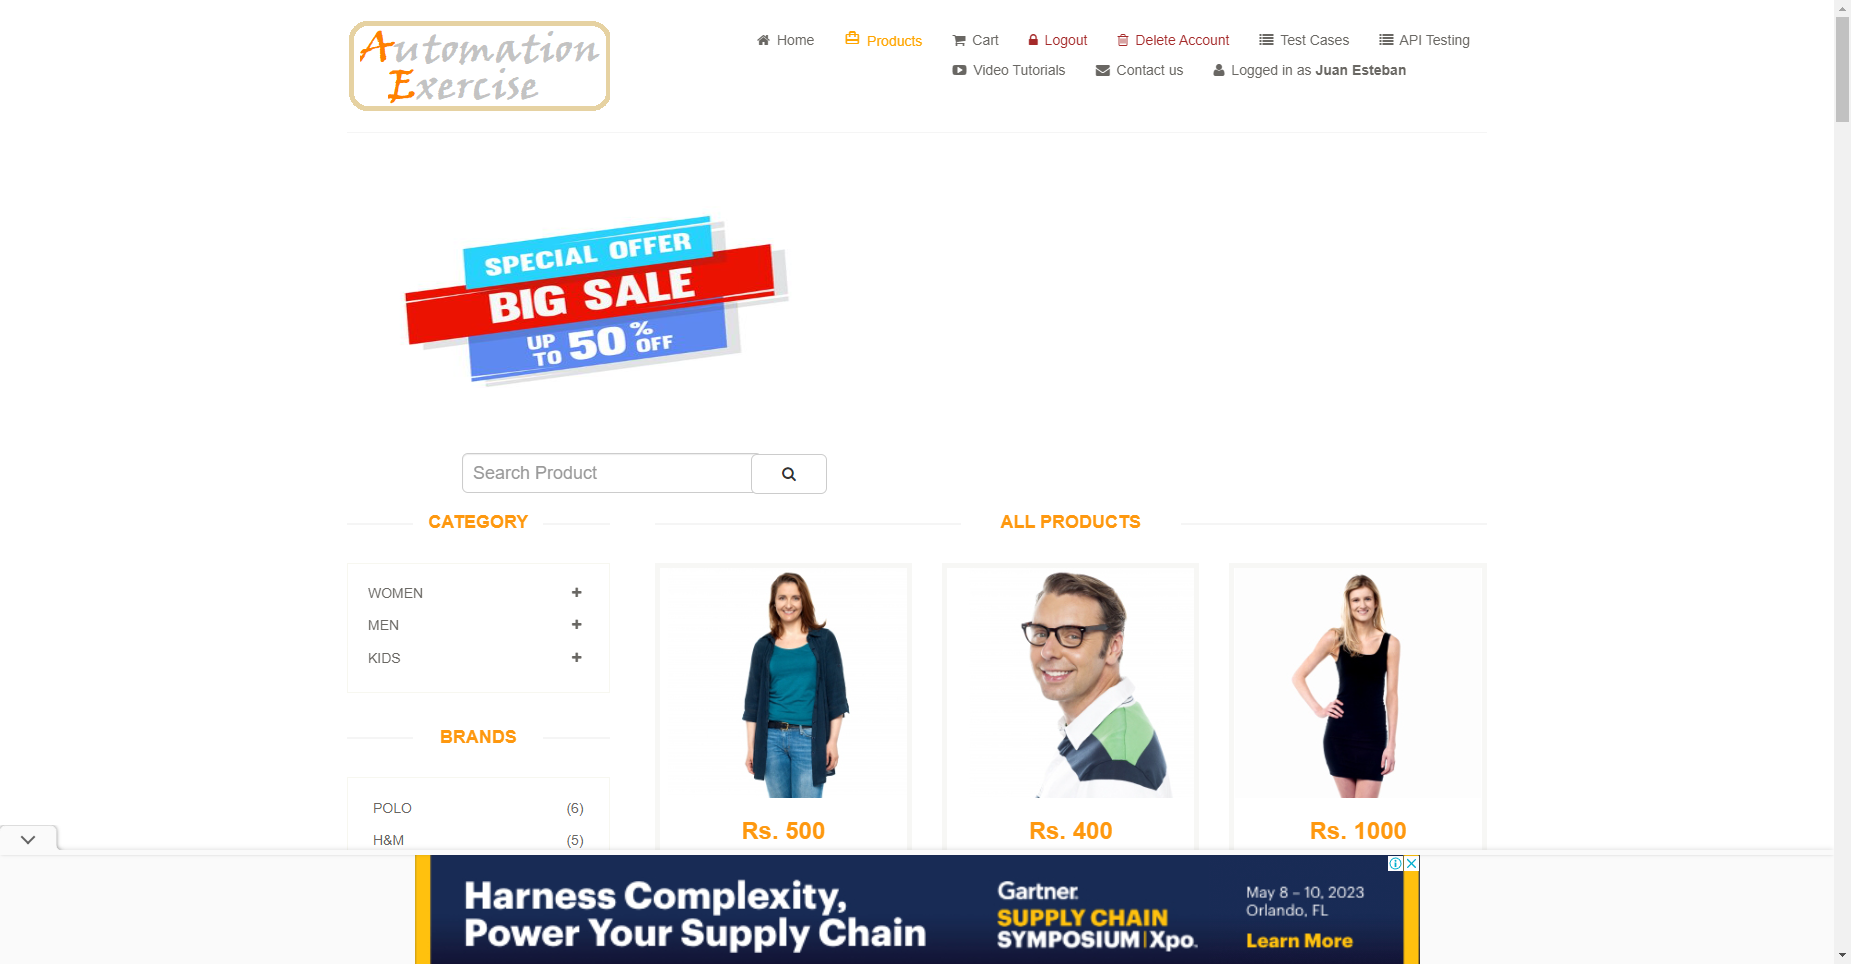 Automation
Exercise
Home
Products
Cart
Logout
Delete Account
Test Cases
API Testing
Video Tutorials
Contact us
Logged in as Juan Esteban
SPECIAL OFFER
BIG SALE
UP TO 50% OFF
Search Product
CATEGORY
WOMEN
MEN
KIDS
BRANDS
POLO (6)
H&M (5)
ALL PRODUCTS
Rs. 500
Rs. 400
Rs. 1000
Harness Complexity,
Power Your Supply Chain
Gartner
SUPPLY CHAIN
SYMPOSIUM | Xpo.
May 8 – 10, 2023
Orlando, FL
Learn More